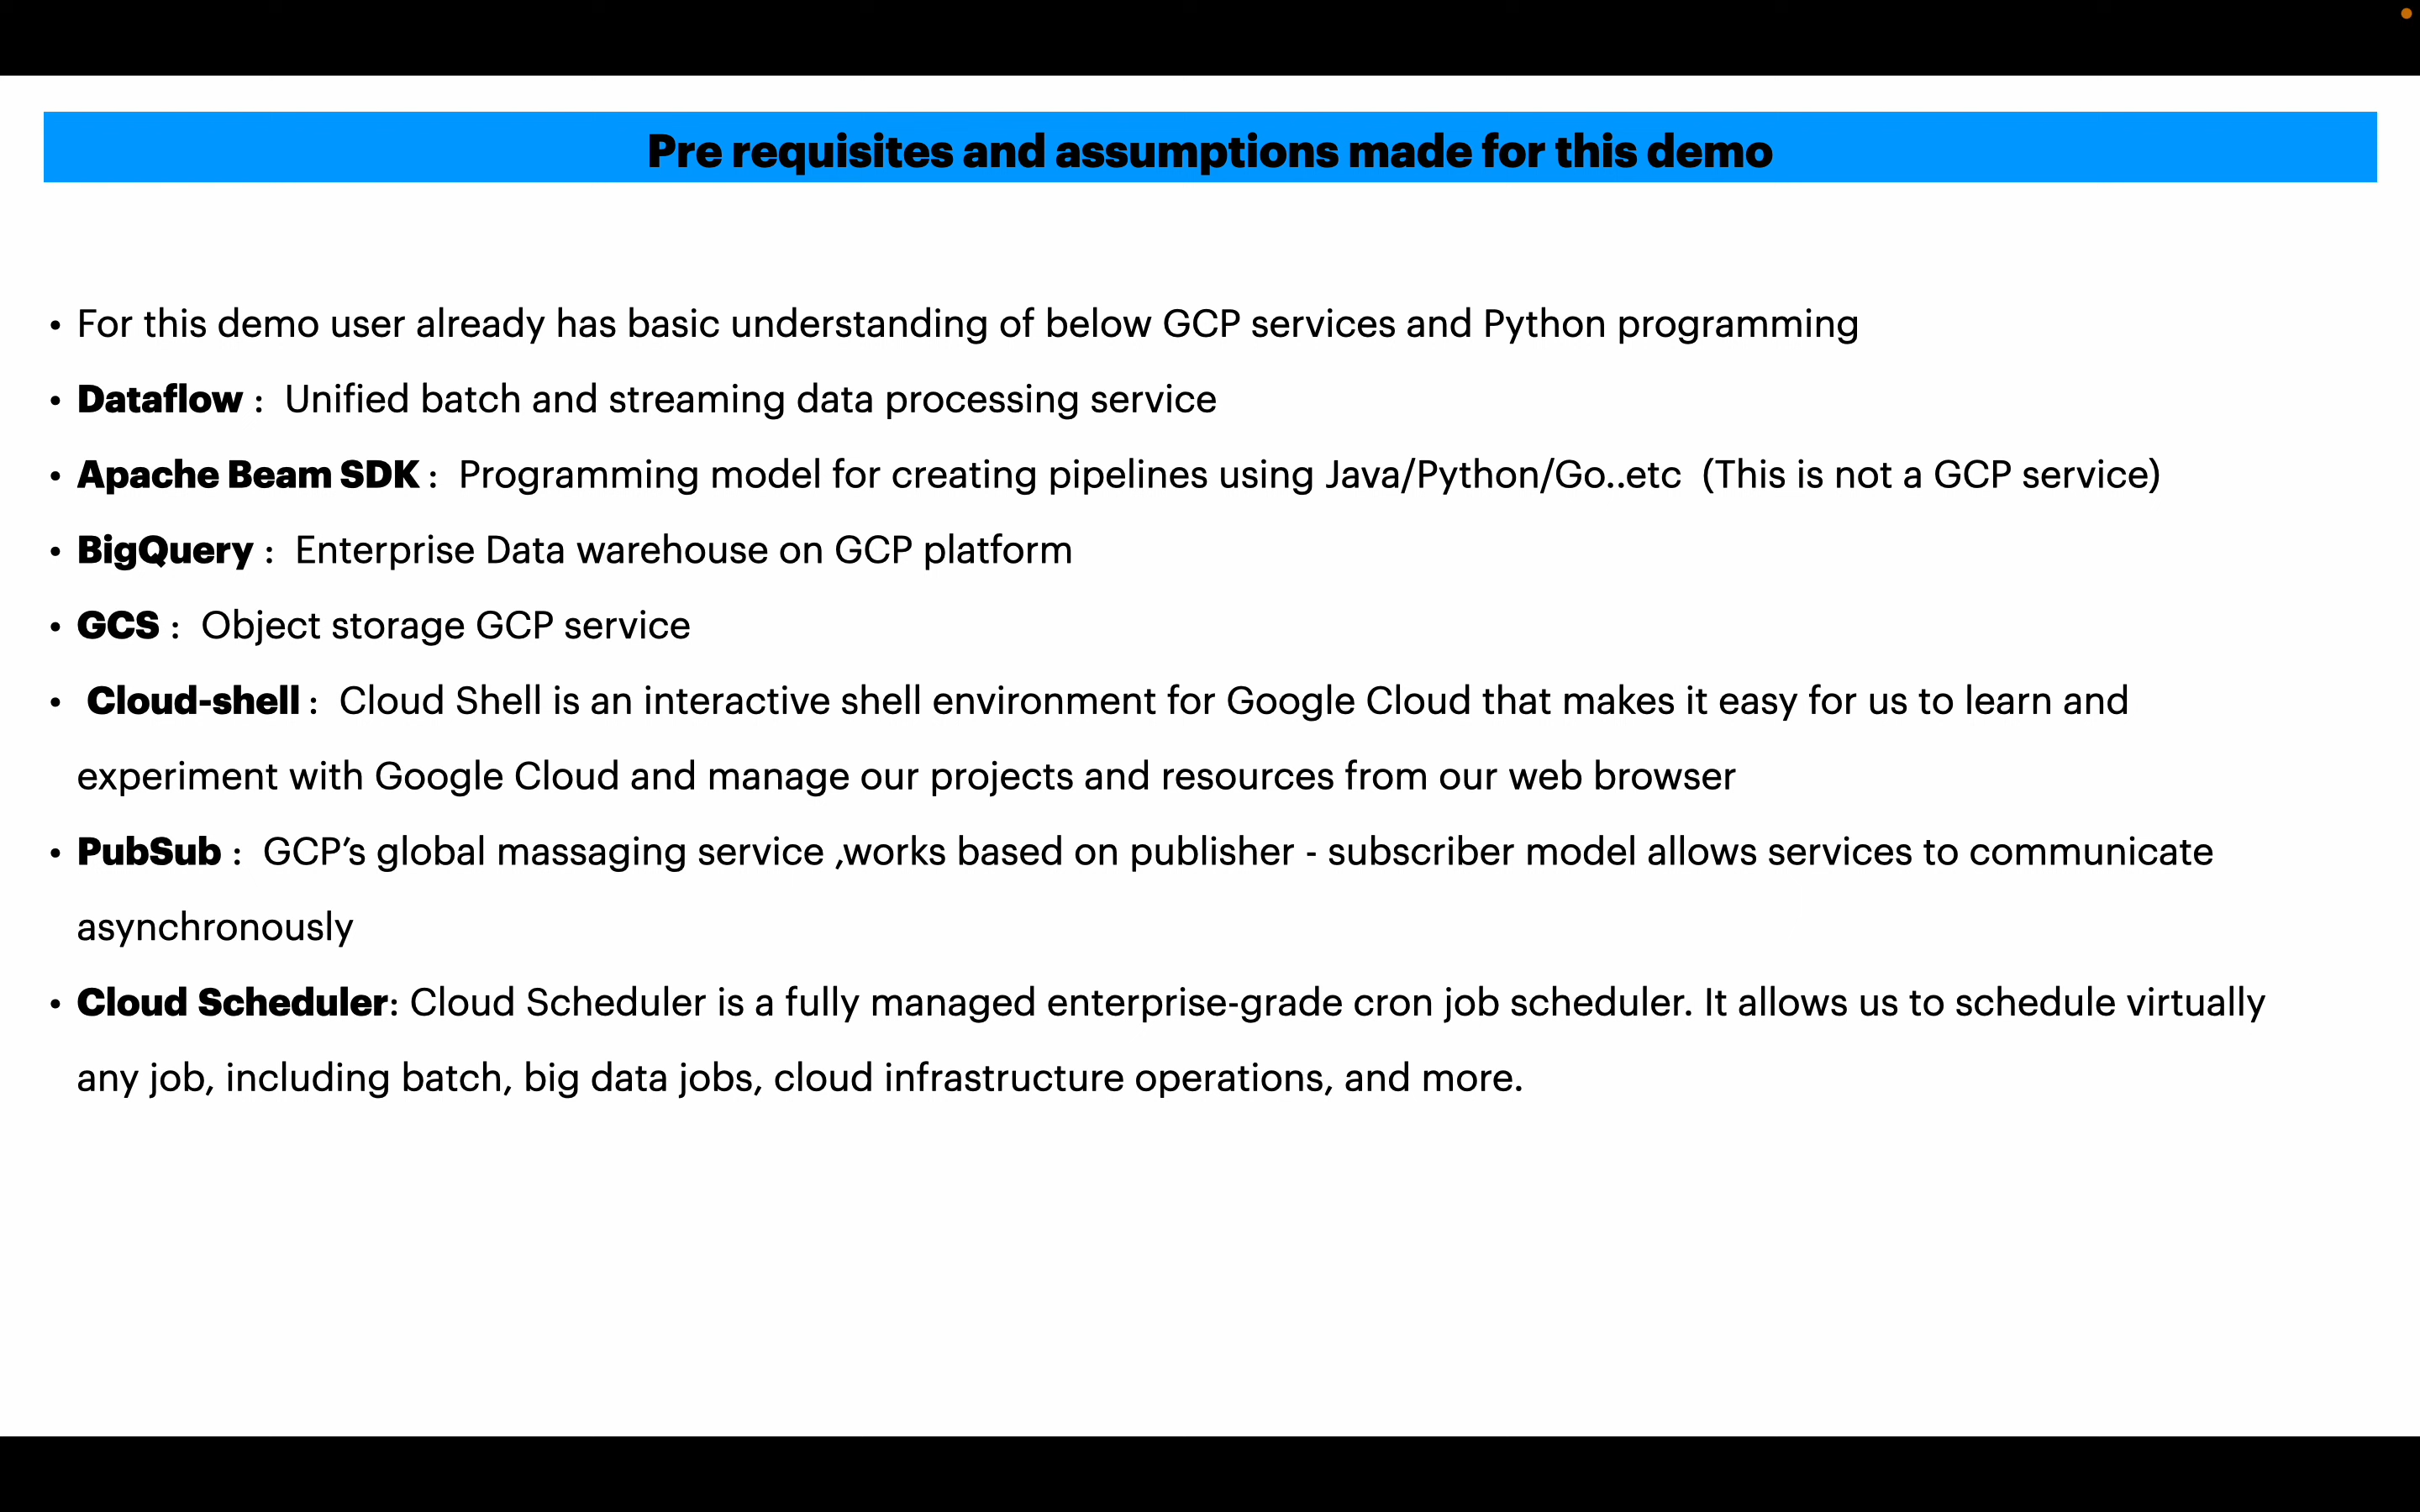 Pre requisites and assumptions made for this demo
• For this demo user already has basic understanding of below GCP services and Python programming
• Dataflow : Unified batch and streaming data processing service
• Apache Beam SDK : Programming model for creating pipelines using Java/Python/Go..etc (This is not a GCP service)
• BigQuery : Enterprise Data warehouse on GCP platform
• GCS : Object storage GCP service
• Cloud-shell : Cloud Shell is an interactive shell environment for Google Cloud that makes it easy for us to learn and
experiment with Google Cloud and manage our projects and resources from our web browser
• PubSub : GCP’s global massaging service ,works based on publisher - subscriber model allows services to communicate
asynchronously
• Cloud Scheduler: Cloud Scheduler is a fully managed enterprise-grade cron job scheduler. It allows us to schedule virtually
any job, including batch, big data jobs, cloud infrastructure operations, and more.